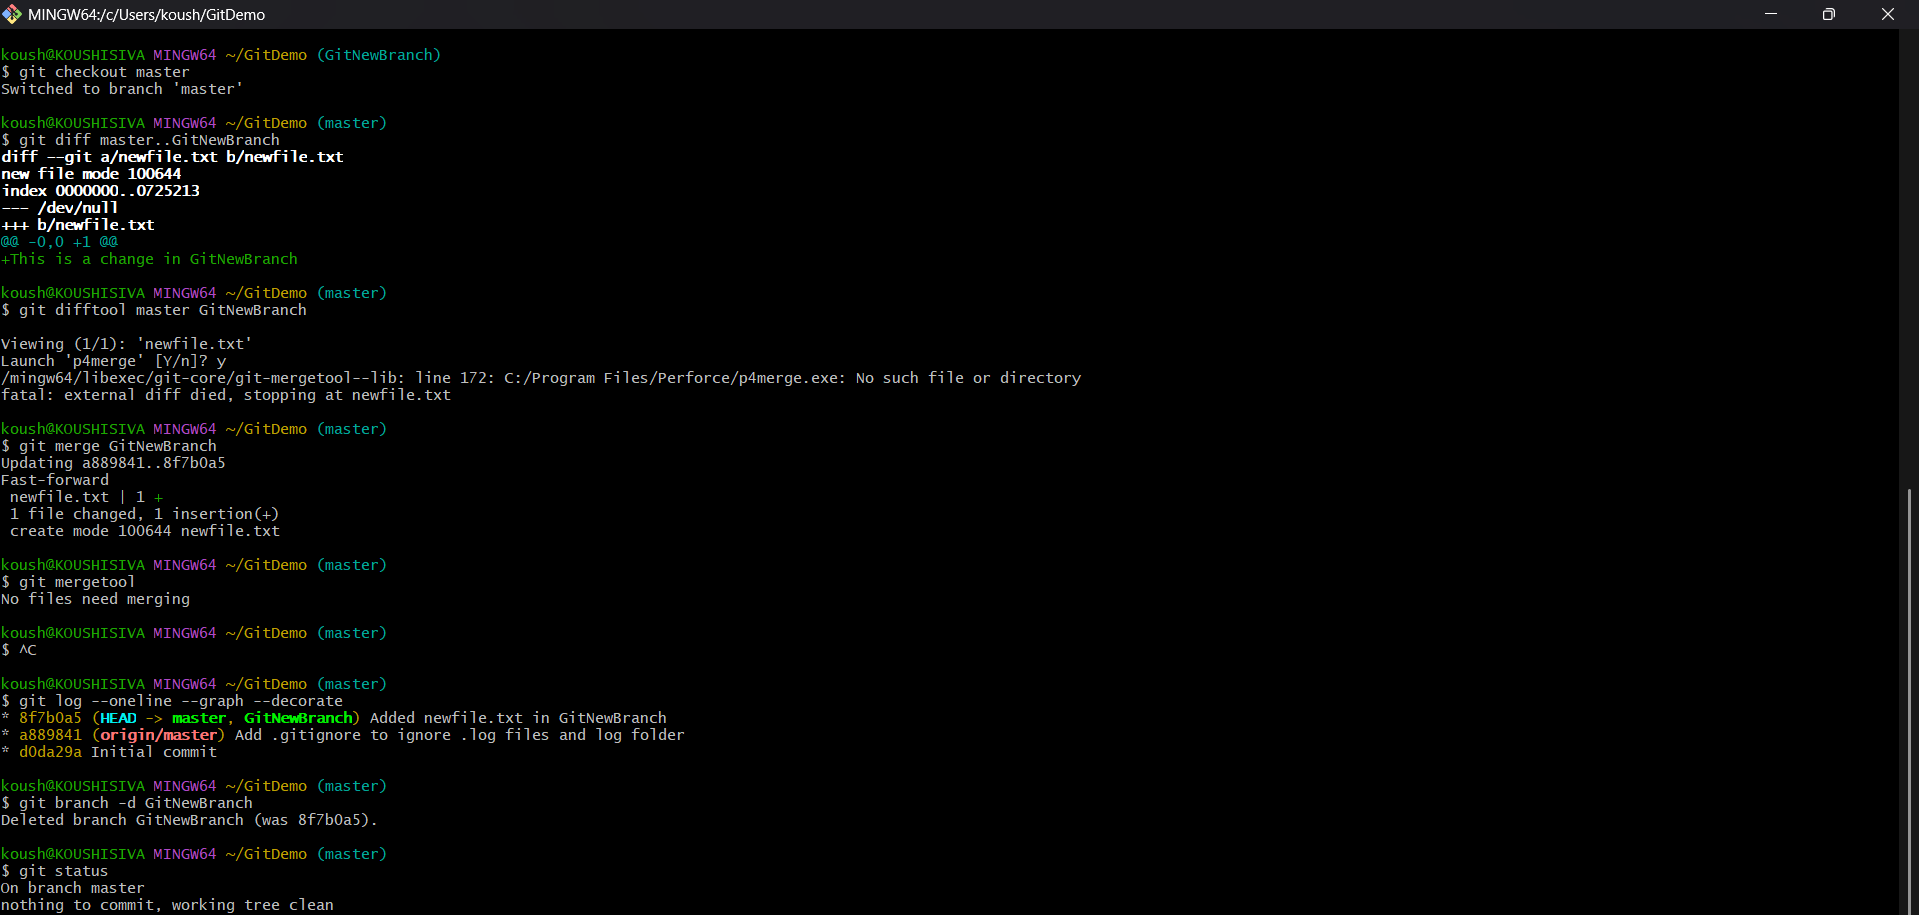 MINGW64:/c/Users/koush/GitDemo
koush@KOUSHISIVA MINGW64 ~/GitDemo (GitNewBranch)
$ git checkout master
Switched to branch 'master'
koush@KOUSHISIVA MINGW64 ~/GitDemo (master)
$ git diff master..GitNewBranch
diff --git a/newfile.txt b/newfile.txt
new file mode 100644
index 0000000..0725213
--- /dev/null
+++ b/newfile.txt
@@ -0,0 +1 @@
+This is a change in GitNewBranch
koush@KOUSHISIVA MINGW64 ~/GitDemo (master)
$ git difftool master GitNewBranch
Viewing (1/1): 'newfile.txt'
Launch 'p4merge' [Y/n]? y
/mingw64/libexec/git-core/git-mergetool--lib: line 172: C:/Program Files/Perforce/p4merge.exe: No such file or directory
fatal: external diff died, stopping at newfile.txt
koush@KOUSHISIVA MINGW64 ~/GitDemo (master)
$ git merge GitNewBranch
Updating a889841..8f7b0a5
Fast-forward
 newfile.txt | 1 +
 1 file changed, 1 insertion(+)
 create mode 100644 newfile.txt
koush@KOUSHISIVA MINGW64 ~/GitDemo (master)
$ git mergetool
No files need merging
koush@KOUSHISIVA MINGW64 ~/GitDemo (master)
$ ^C
koush@KOUSHISIVA MINGW64 ~/GitDemo (master)
$ git log --oneline --graph --decorate
* 8f7b0a5 (HEAD -> master, GitNewBranch) Added newfile.txt in GitNewBranch
* a889841 (origin/master) Add .gitignore to ignore .log files and log folder
* d0da29a Initial commit
koush@KOUSHISIVA MINGW64 ~/GitDemo (master)
$ git branch -d GitNewBranch
Deleted branch GitNewBranch (was 8f7b0a5).
koush@KOUSHISIVA MINGW64 ~/GitDemo (master)
$ git status
On branch master
nothing to commit, working tree clean